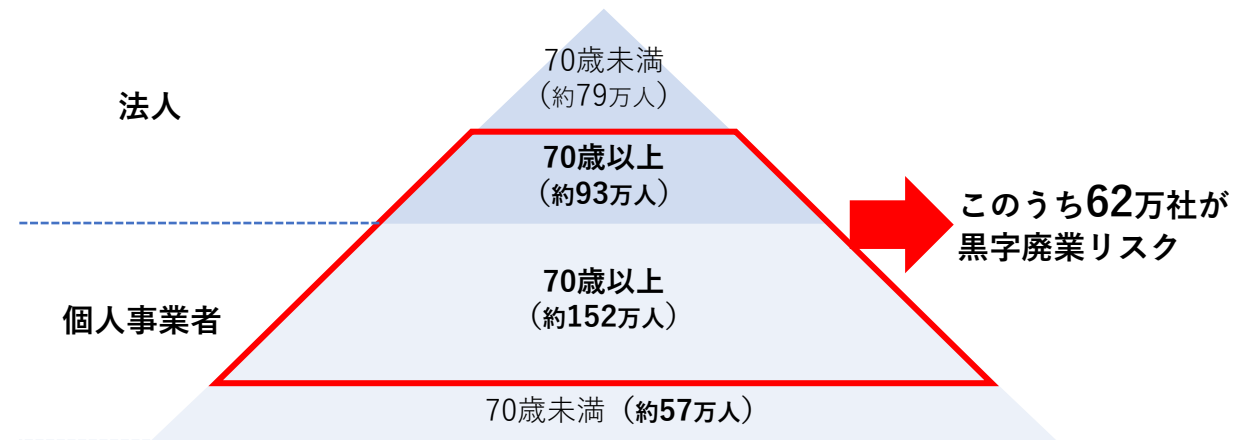 70歳未満
（約79万人）
法人
70歳以上
（約93万人）
このうち62万社が
黒字廃業リスク
70歳以上
（約152万人）
個人事業者
70歳未満（約57万人）